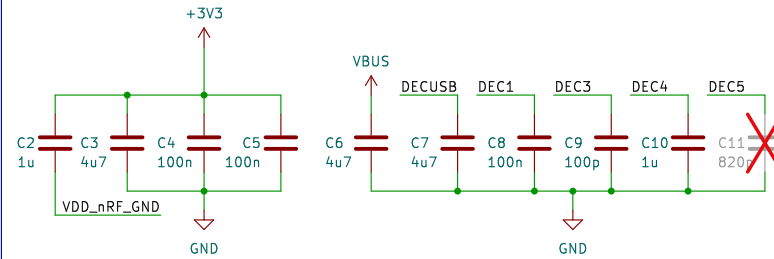 +3V3
VBUS
DECUSB DEC1 DEC3 DEC4 DEC5
C2 C3 C4 C5 C6 C7 C8 C9 C10 C11
1u 4u7 100n 100n 4u7 4u7 100n 100p 1u 820p
VDD_nRF_GND
GND GND